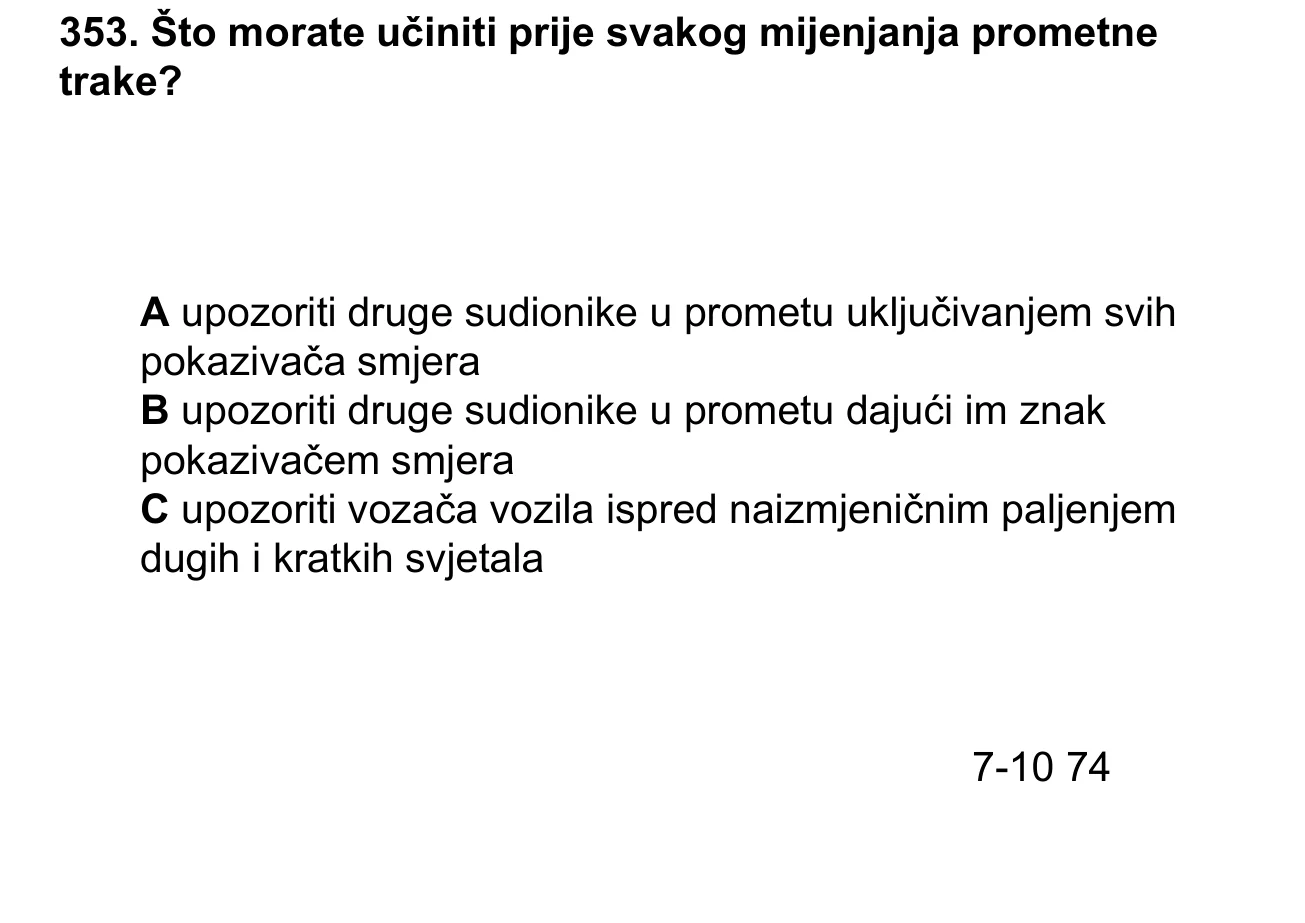 353. Što morate učiniti prije svakog mijenjanja prometne
trake?
A upozoriti druge sudionike u prometu uključivanjem svih
pokazivača smjera
B upozoriti druge sudionike u prometu dajući im znak
pokazivačem smjera
C upozoriti vozača vozila ispred naizmjeničnim paljenjem
dugih i kratkih svjetala
7-10 74